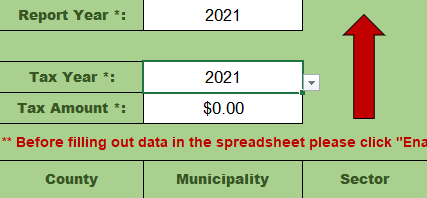 Report Year *: 2021
Tax Year *: 2021
Tax Amount *: $0.00
** Before filling out data in the spreadsheet please click "Ena
County Municipality Sector